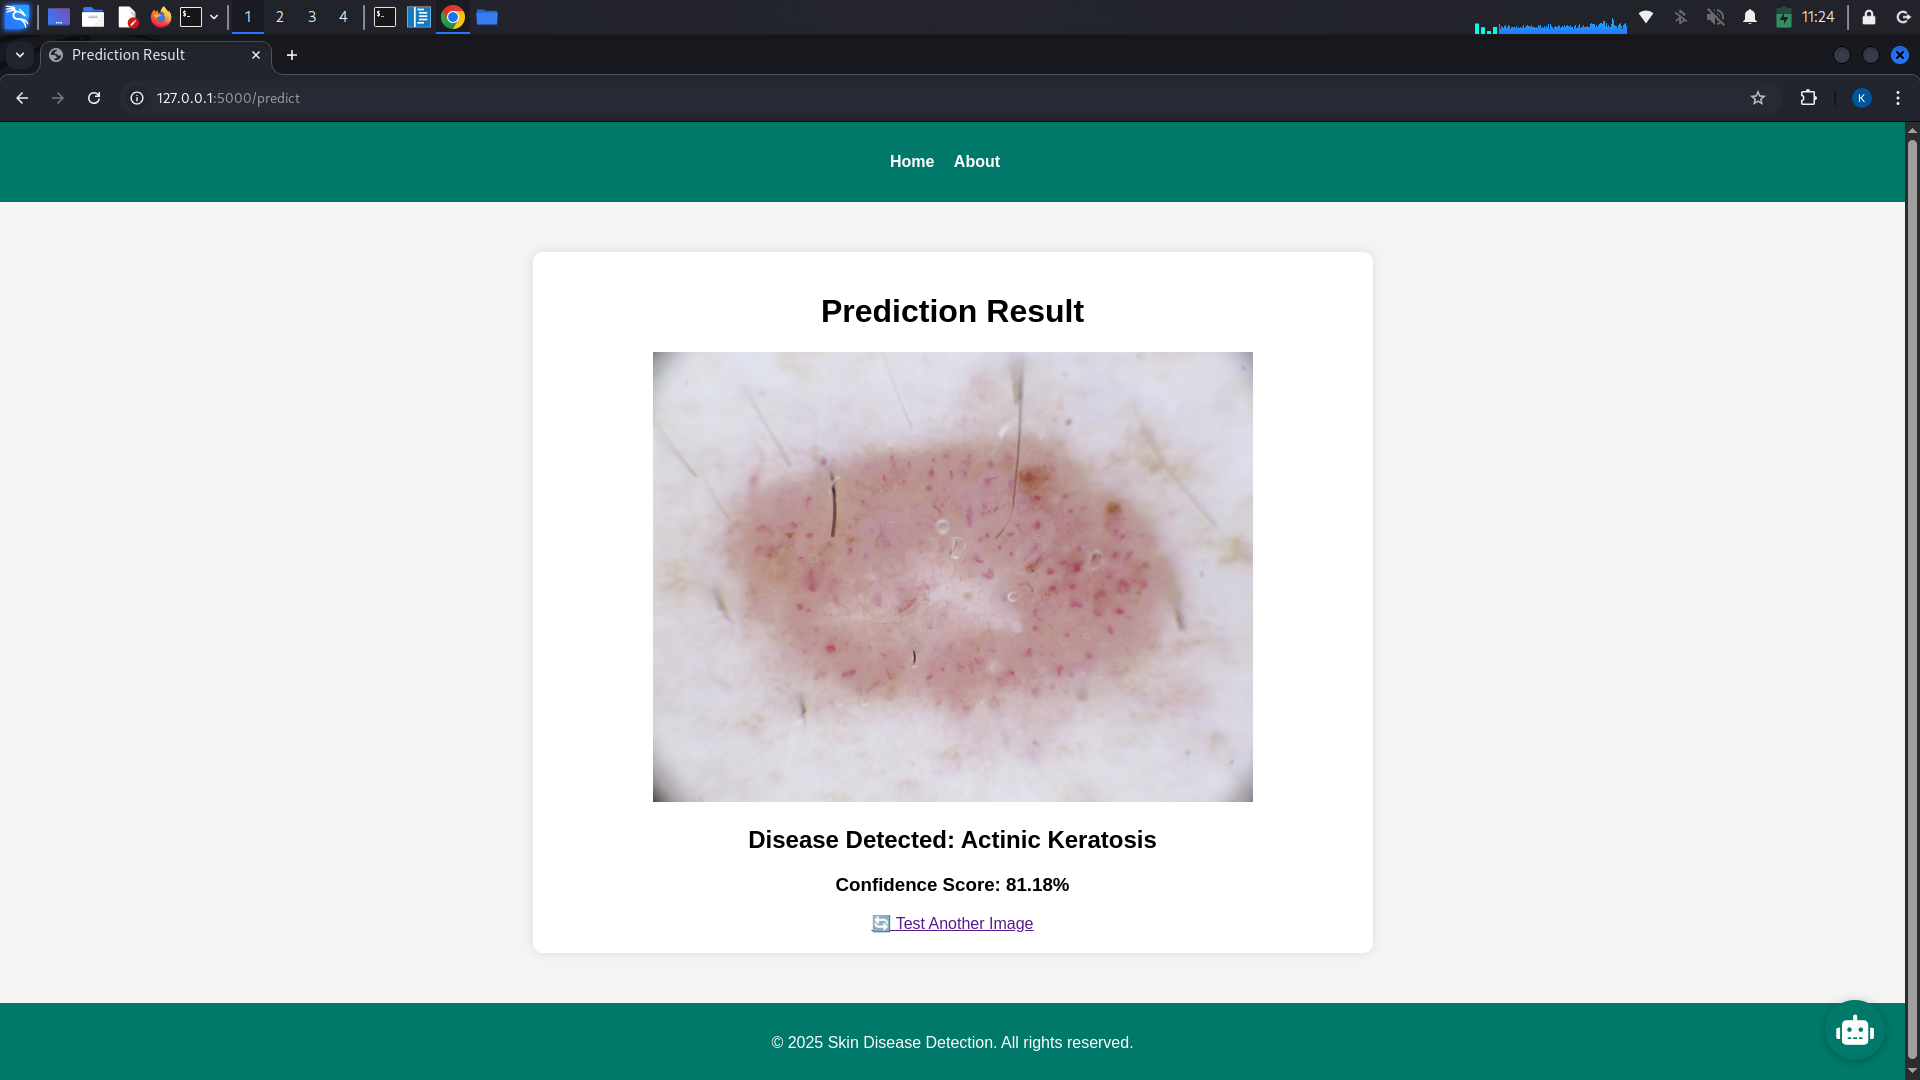 1 2 3 4
11:24
Prediction Result
127.0.0.1:5000/predict
K
Home About
Prediction Result
Disease Detected: Actinic Keratosis
Confidence Score: 81.18%
Test Another Image
© 2025 Skin Disease Detection. All rights reserved.